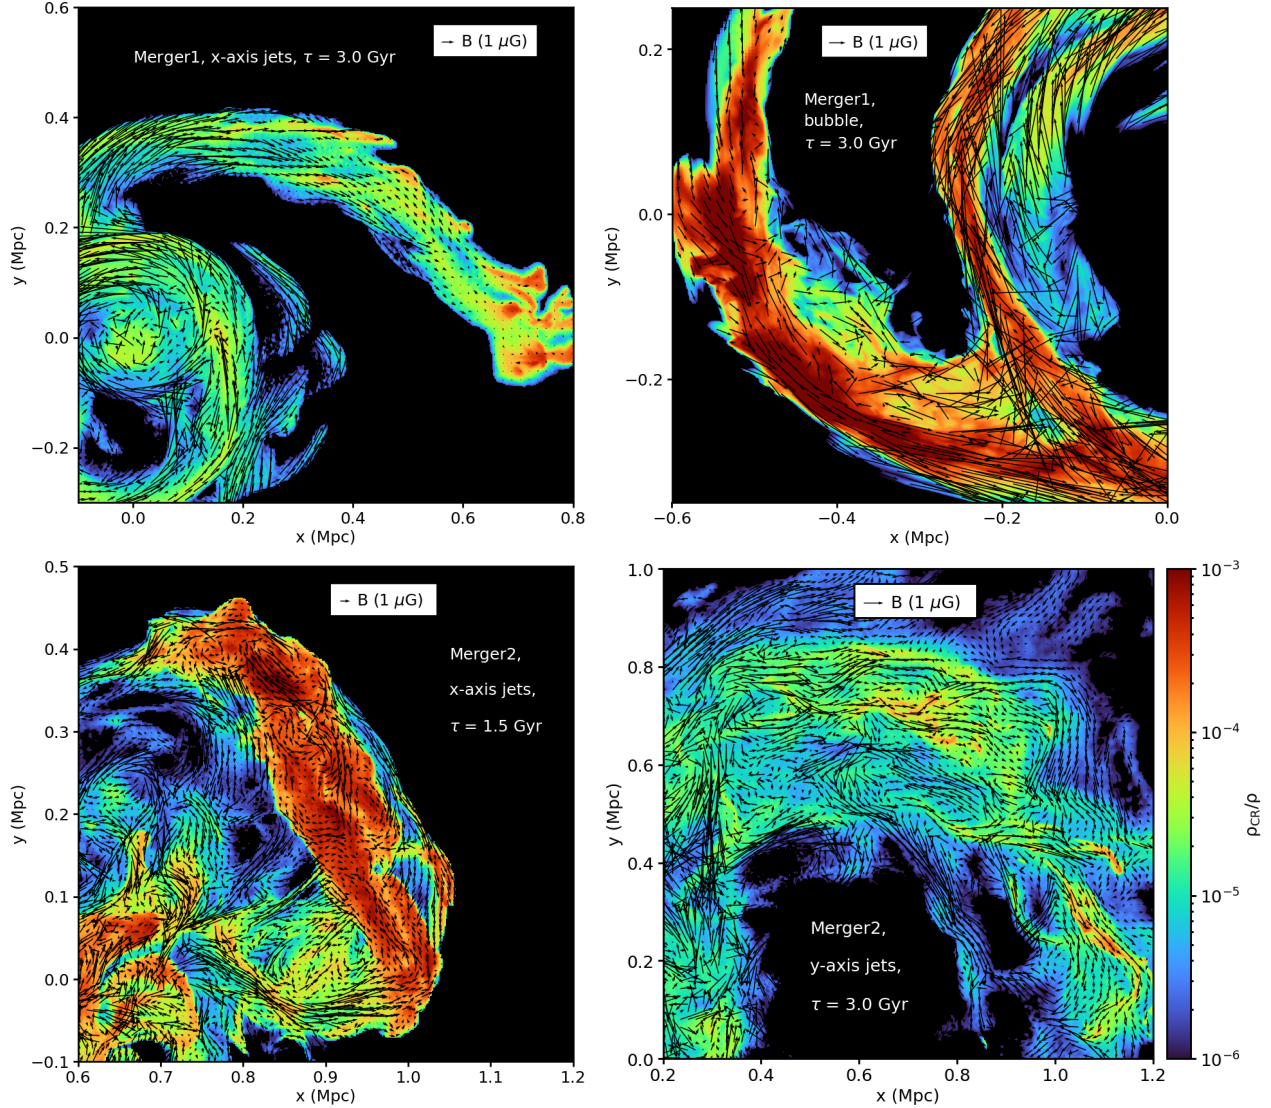 0.6
0.4
0.2
0.0
−0.2
y (Mpc)
B (1 μG)
Merger1, x-axis jets, τ = 3.0 Gyr
0.0
0.2
0.4
0.6
0.8
x (Mpc)
0.2
0.0
−0.2
y (Mpc)
B (1 μG)
Merger1,
bubble,
τ = 3.0 Gyr
−0.6
−0.4
−0.2
0.0
x (Mpc)
0.5
0.4
0.3
0.2
0.1
0.0
−0.1
y (Mpc)
B (1 μG)
Merger2,
x-axis jets,
τ = 1.5 Gyr
0.6
0.7
0.8
0.9
1.0
1.1
1.2
x (Mpc)
1.0
0.8
0.6
0.4
0.2
0.0
y (Mpc)
B (1 μG)
Merger2,
y-axis jets,
τ = 3.0 Gyr
0.2
0.4
0.6
0.8
1.0
1.2
x (Mpc)
10⁻³
10⁻⁴
10⁻⁵
10⁻⁶
ρCR/ρ